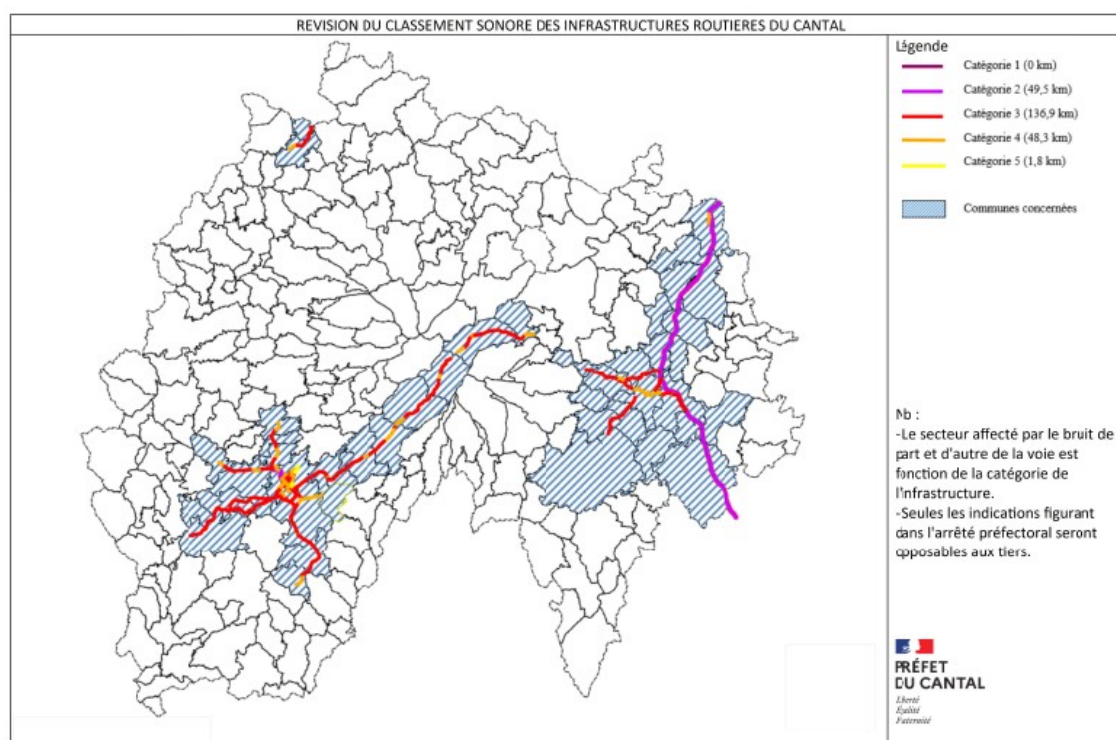 REVISION DU CLASSEMENT SONORE DES INFRASTRUCTURES ROUTIERES DU CANTAL
Légende
Catégorie 1 (0 km)
Catégorie 2 (49,5 km)
Catégorie 3 (136,9 km)
Catégorie 4 (48,3 km)
Catégorie 5 (1,8 km)
Communes concernées
Nb :
-Le secteur affecté par le bruit de
part et d'autre de la voie est
fonction de la catégorie de
l'infrastructure.
-Seules les indications figurant
dans l'arrêté préfectoral seront
opposables aux tiers.
PRÉFET
DU CANTAL
Liberté
Égalité
Fraternité